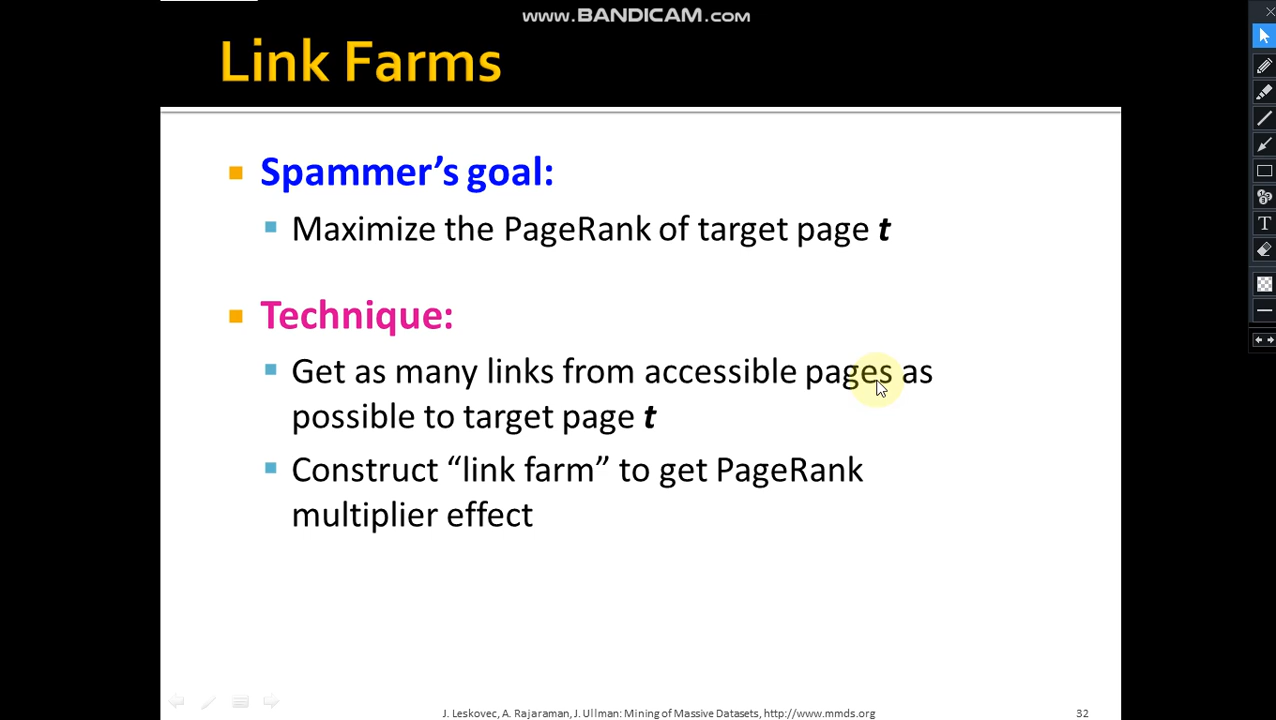 www.BANDICAM.com
Link Farms
Spammer’s goal:
Maximize the PageRank of target page t
Technique:
Get as many links from accessible pages as
possible to target page t
Construct “link farm” to get PageRank
multiplier effect
J. Leskovec, A. Rajaraman, J. Ullman: Mining of Massive Datasets, http://www.mmds.org
32